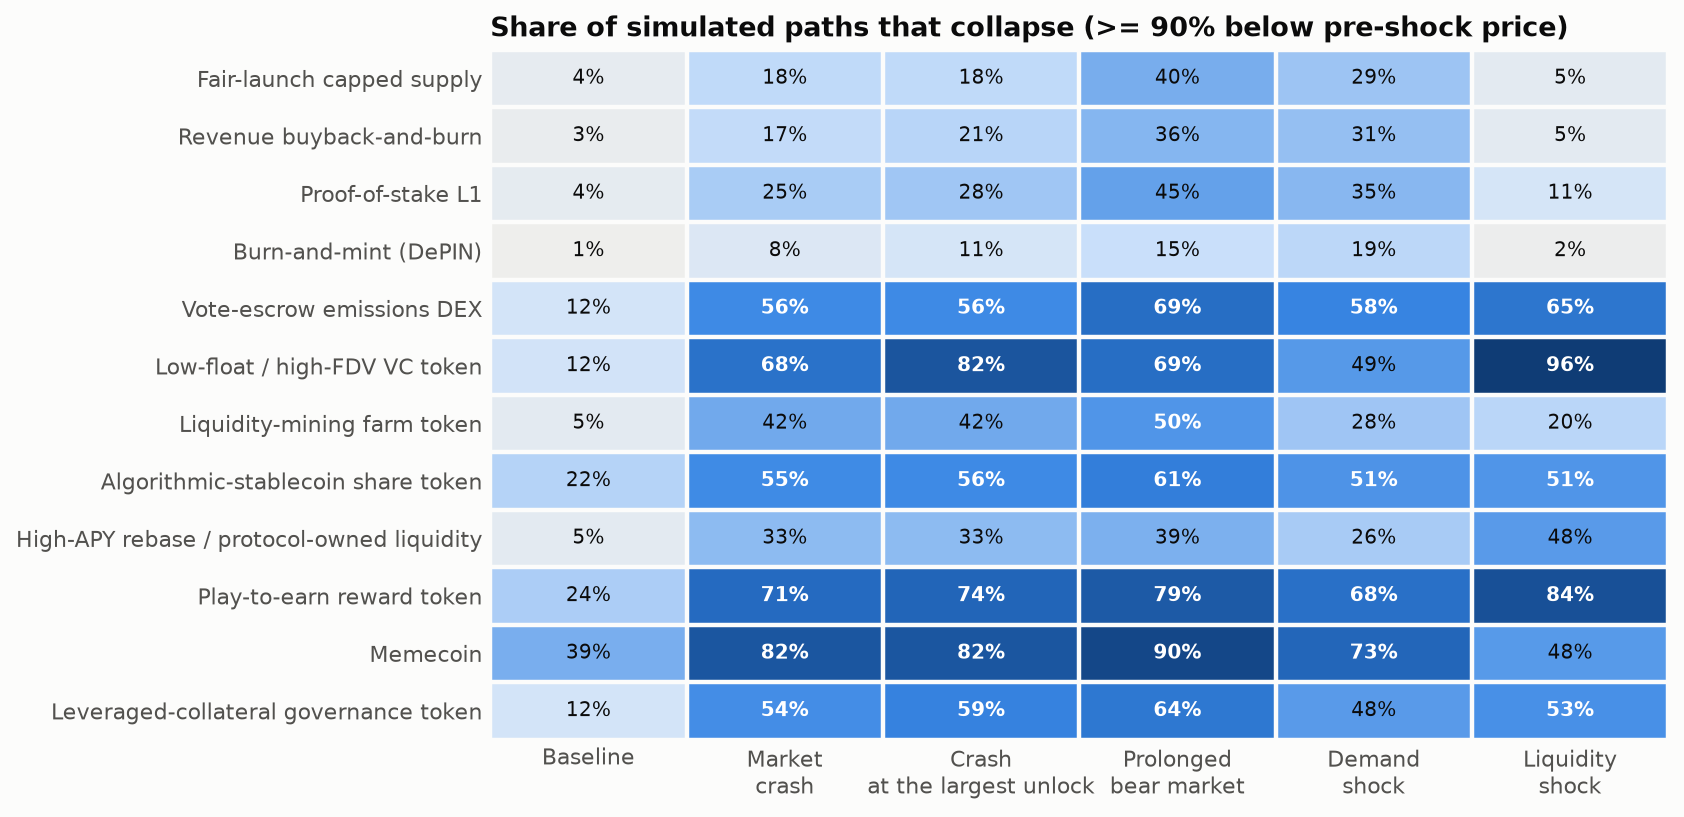 Share of simulated paths that collapse (>= 90% below pre-shock price)
Fair-launch capped supply 4% 18% 18% 40% 29% 5%
Revenue buyback-and-burn 3% 17% 21% 36% 31% 5%
Proof-of-stake L1 4% 25% 28% 45% 35% 11%
Burn-and-mint (DePIN) 1% 8% 11% 15% 19% 2%
Vote-escrow emissions DEX 12% 56% 56% 69% 58% 65%
Low-float / high-FDV VC token 12% 68% 82% 69% 49% 96%
Liquidity-mining farm token 5% 42% 42% 50% 28% 20%
Algorithmic-stablecoin share token 22% 55% 56% 61% 51% 51%
High-APY rebase / protocol-owned liquidity 5% 33% 33% 39% 26% 48%
Play-to-earn reward token 24% 71% 74% 79% 68% 84%
Memecoin 39% 82% 82% 90% 73% 48%
Leveraged-collateral governance token 12% 54% 59% 64% 48% 53%
Baseline Market Crash Prolonged Demand Liquidity
crash at the largest unlock bear market shock shock